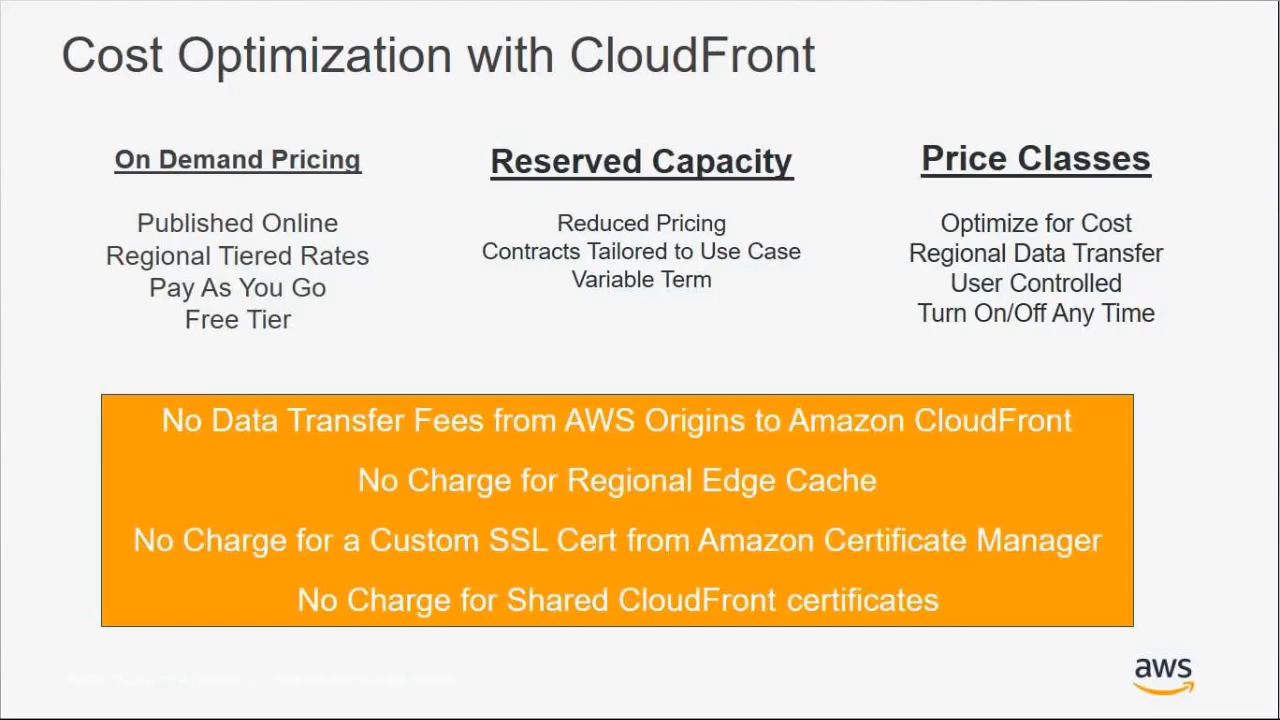 Cost Optimization with CloudFront
On Demand Pricing
Published Online
Regional Tiered Rates
Pay As You Go
Free Tier
Reserved Capacity
Reduced Pricing
Contracts Tailored to Use Case
Variable Term
Price Classes
Optimize for Cost
Regional Data Transfer
User Controlled
Turn On/Off Any Time
No Data Transfer Fees from AWS Origins to Amazon CloudFront
No Charge for Regional Edge Cache
No Charge for a Custom SSL Cert from Amazon Certificate Manager
No Charge for Shared CloudFront certificates
aws